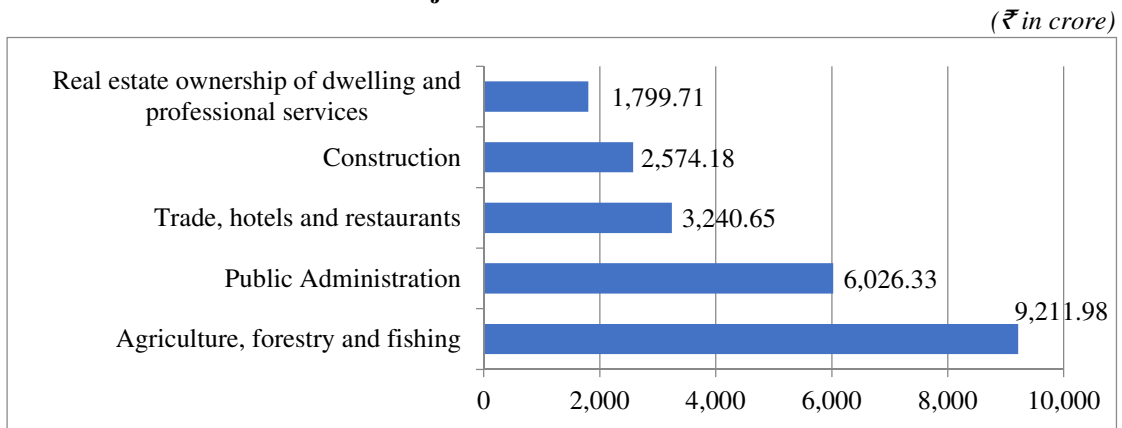 (₹ in crore)
Real estate ownership of dwelling and
professional services
1,799.71
Construction
2,574.18
Trade, hotels and restaurants
3,240.65
Public Administration
6,026.33
Agriculture, forestry and fishing
9,211.98
0 2,000 4,000 6,000 8,000 10,000